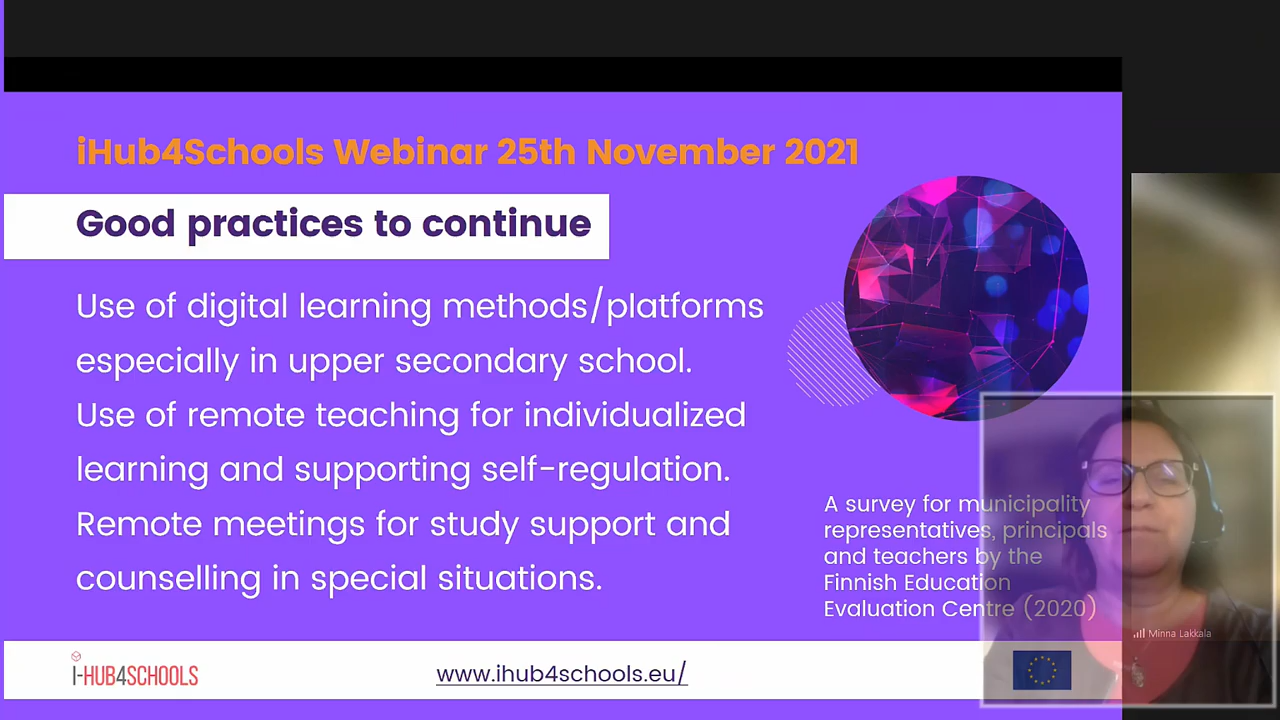 iHub4Schools Webinar 25th November 2021
Good practices to continue
Use of digital learning methods/platforms
especially in upper secondary school.
Use of remote teaching for individualized
learning and supporting self-regulation.
Remote meetings for study support and
counselling in special situations.
A survey for municipality
representatives, principals
and teachers by the
Finnish Education
Evaluation Centre (2020)
Minna Lakkala
i-HUB4SCHOOLS
www.ihub4schools.eu/